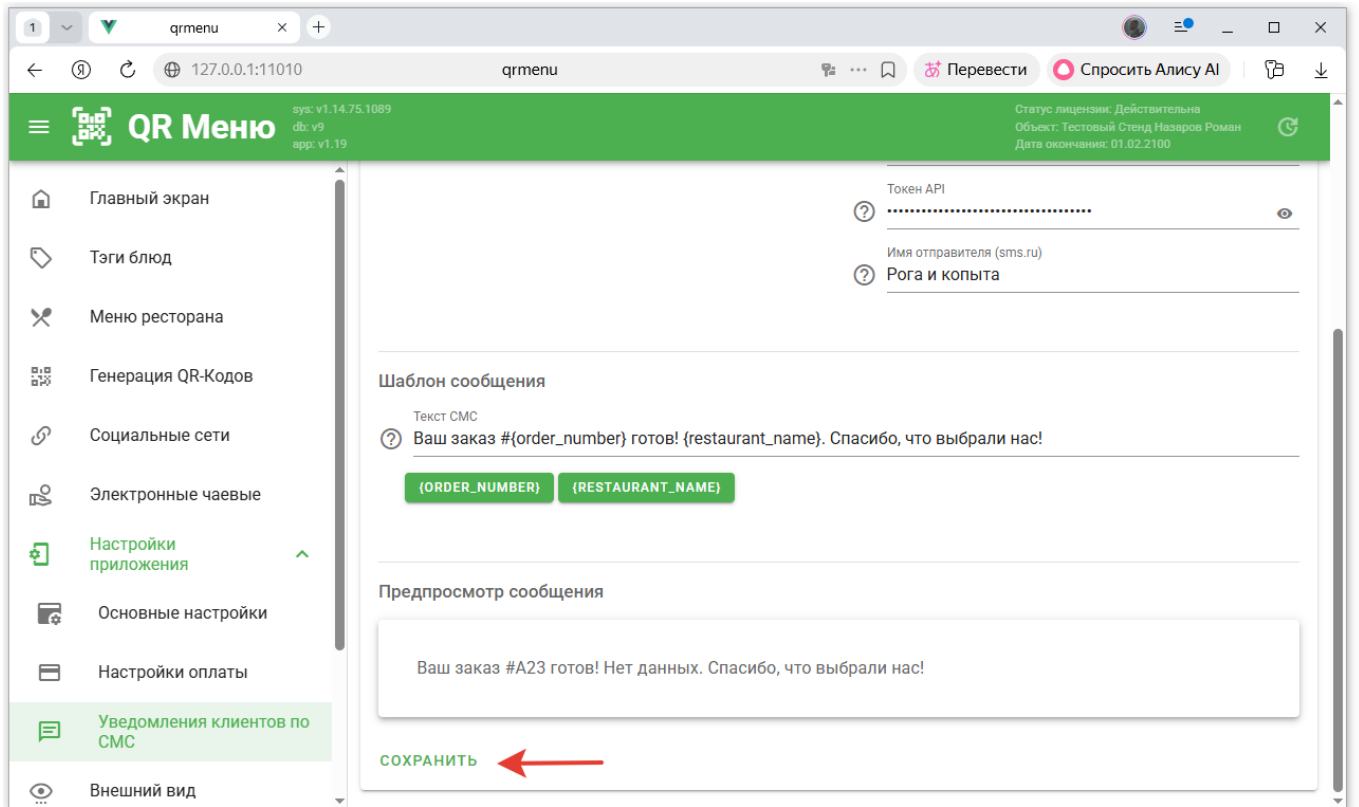 1
qrmenu
127.0.0.1:11010
qrmenu
Перевести
Спросить Алису AI
QR Меню
sys: v1.14.75.1089
db: v9
app: v1.19
Статус лицензии: Действительна
Объект: Тестовый Стенд Назаров Роман
Дата окончания: 01.02.2100
Главный экран
Тэги блюд
Меню ресторана
Генерация QR-Кодов
Социальные сети
Электронные чаевые
Настройки
приложения
Основные настройки
Настройки оплаты
Уведомления клиентов по
СМС
Внешний вид
Токен API
••••••••••••••••••••••••••••••••••••
Имя отправителя (sms.ru)
Рога и копыта
Шаблон сообщения
Текст СМС
Ваш заказ #{order_number} готов! {restaurant_name}. Спасибо, что выбрали нас!
{ORDER_NUMBER}
{RESTAURANT_NAME}
Предпросмотр сообщения
Ваш заказ #A23 готов! Нет данных. Спасибо, что выбрали нас!
СОХРАНИТЬ